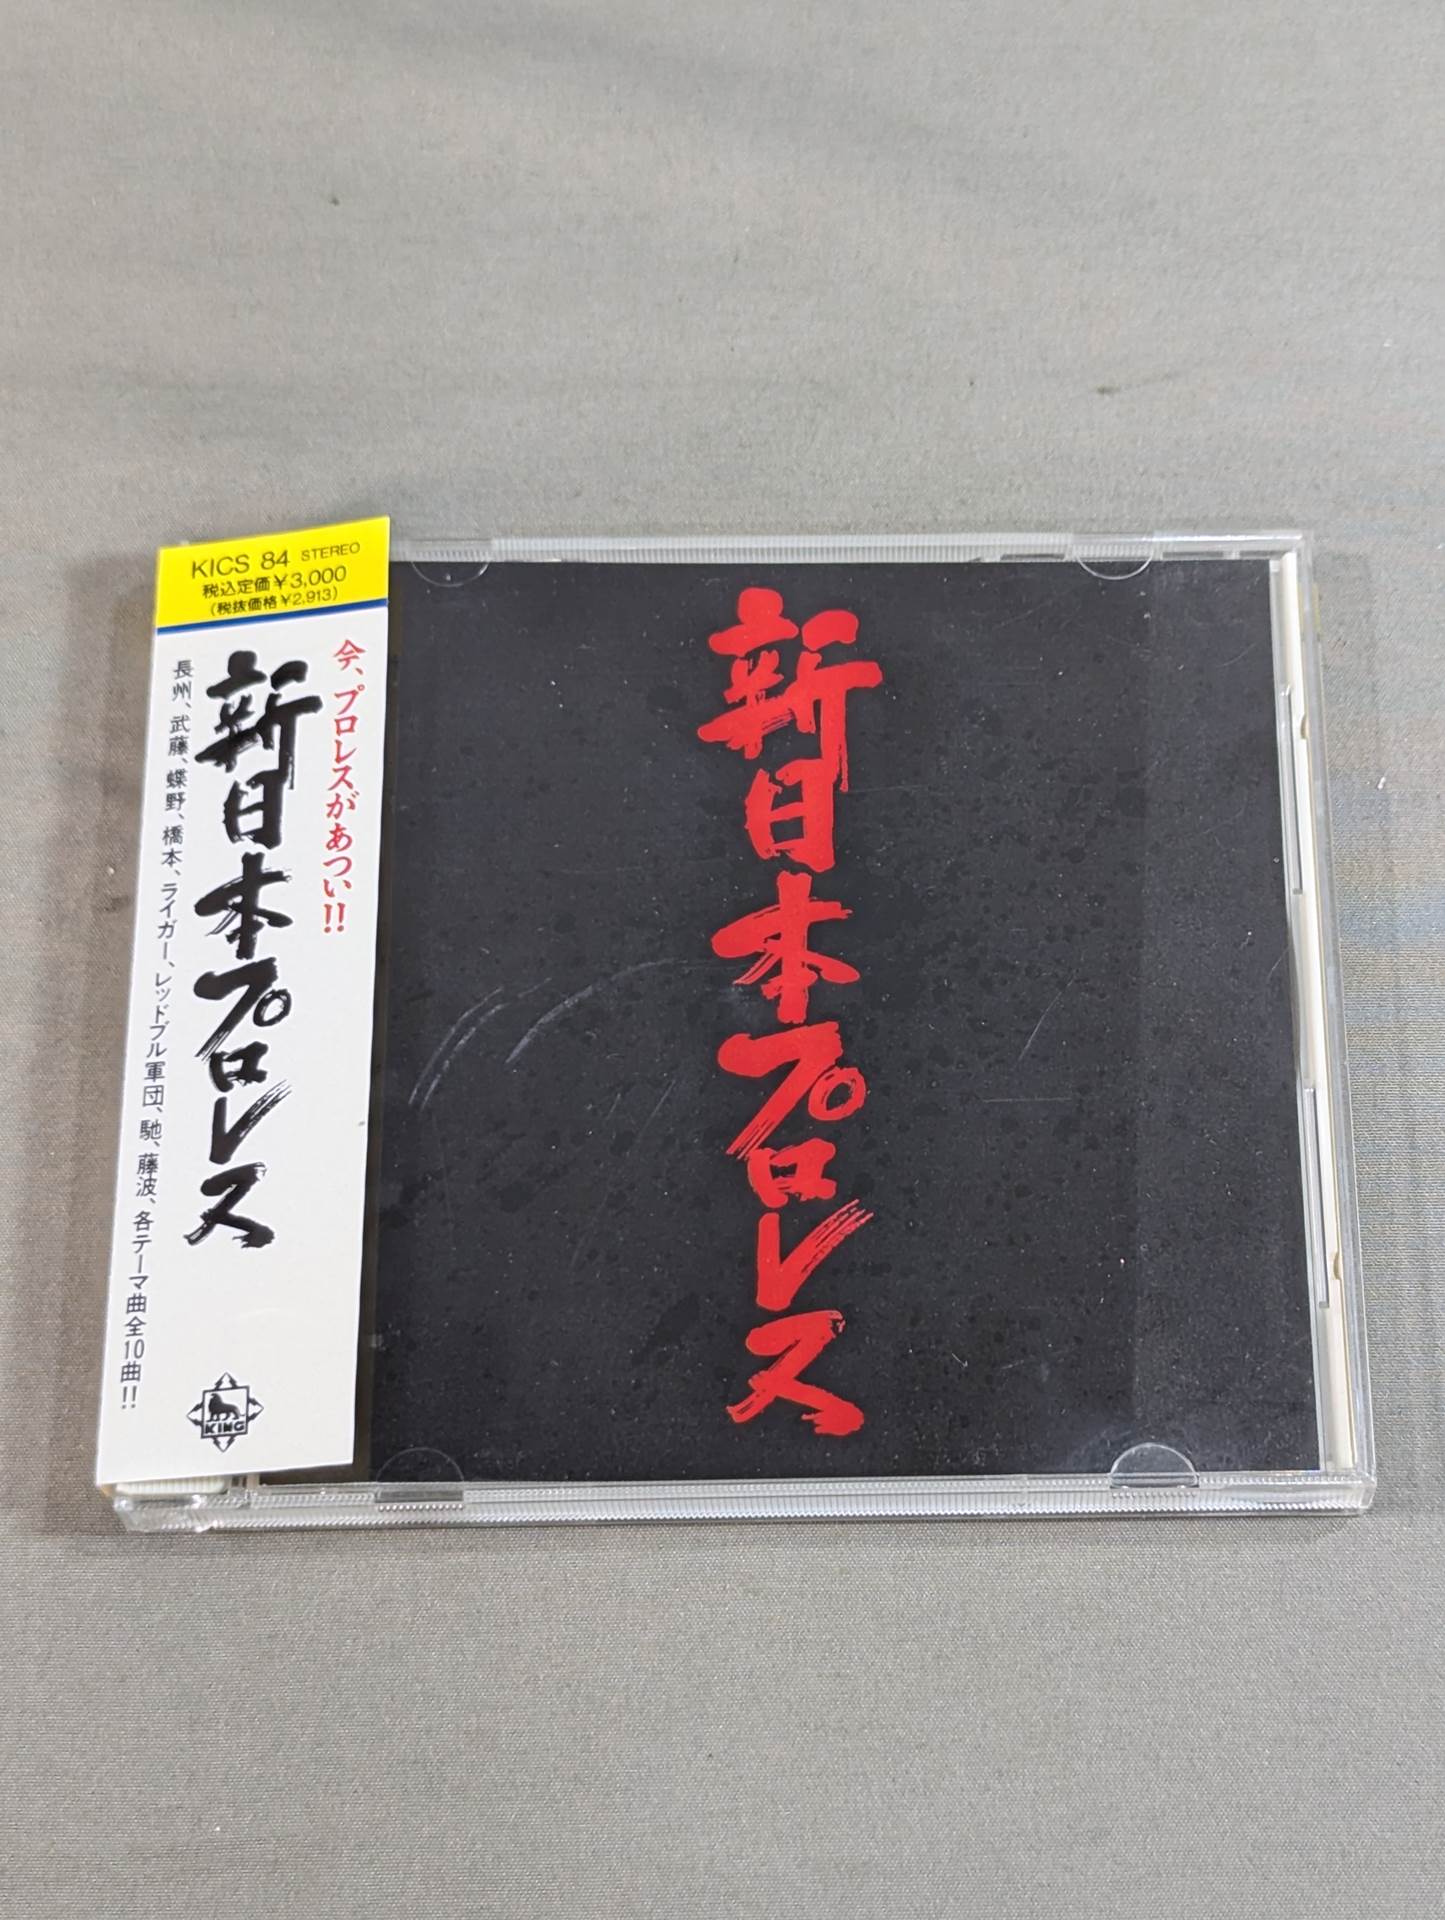 KICS 84 STEREO
税込定価¥3,000
(税抜価格¥2,913)
今、プロレスがあつい!!
新日本プロレス
長州、武藤、蝶野、橋本、ライガー、レッドブル軍団、馳、藤波、各テーマ曲全10曲!!
KING
新日本プロレス